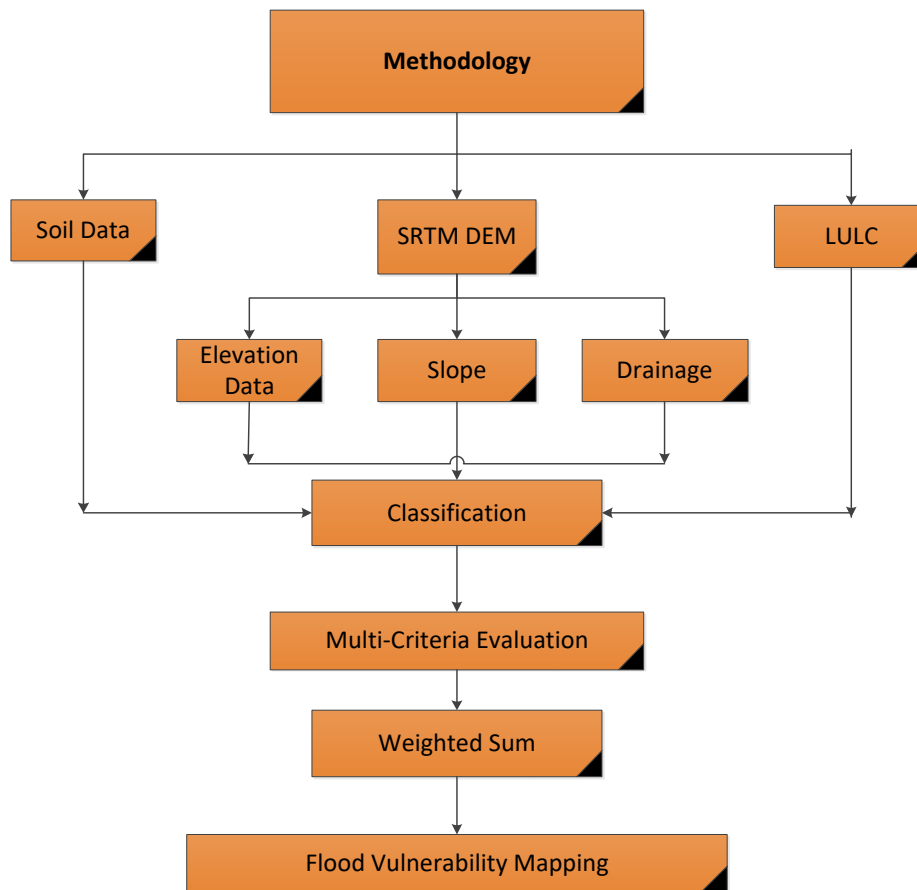 Methodology
Soil Data
SRTM DEM
LULC
Elevation
Data
Slope
Drainage
Classification
Multi-Criteria Evaluation
Weighted Sum
Flood Vulnerability Mapping